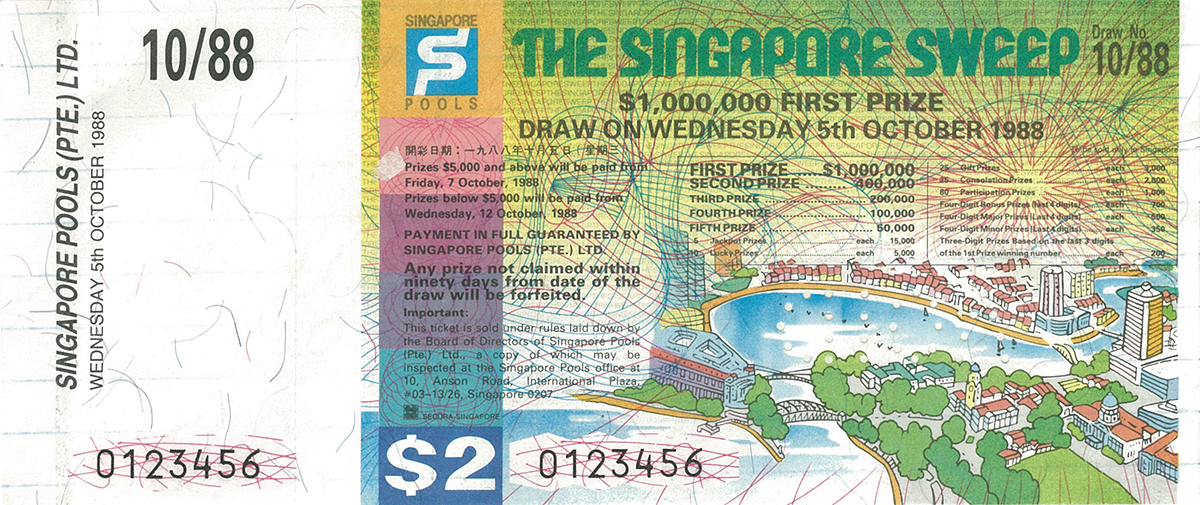 10/88
SINGAPORE POOLS (PTE.) LTD.
WEDNESDAY 5th OCTOBER 1988
0123456
SINGAPORE
POOLS
THE SINGAPORE SWEEP
Draw No.
10/88
$1,000,000 FIRST PRIZE
DRAW ON WEDNESDAY 5th OCTOBER 1988
開彩日期：一九八八年十月五日（星期三）
To be sold only in Singapore
Prizes $5,000 and above will be paid from
Friday, 7 October, 1988
Prizes below $5,000 will be paid from
Wednesday, 12 October, 1988
PAYMENT IN FULL GUARANTEED BY
SINGAPORE POOLS (PTE.) LTD.
Any prize not claimed within
ninety days from date of the
draw will be forfeited.
Important:
This ticket is sold under rules laid down by
the Board of Directors of Singapore Pools
(Pte.) Ltd., a copy of which may be
inspected at the Singapore Pools office at
10, Anson Road, International Plaza,
#03-13/26, Singapore 0207
SECURA SINGAPORE
FIRST PRIZE ...... $1,000,000
SECOND PRIZE ............ 400,000
THIRD PRIZE ............ 200,000
FOURTH PRIZE ............ 100,000
FIFTH PRIZE ............ 50,000
5 Jackpot Prizes ...... each 15,000
10 Lucky Prizes ...... each 5,000
25 Gift Prizes ...... each 3,000
25 Consolation Prizes ...... each 2,000
80 Participation Prizes ...... each 1,000
Four-Digit Bonus Prizes (last 4 digits) ...... each 700
Four-Digit Major Prizes (Last 4 digits) ...... each 500
Four-Digit Minor Prizes (Last 4 digits) ...... each 350
Three-Digit Prizes Based on the last 3 digits
of the 1st Prize winning number each 200
$2
0123456